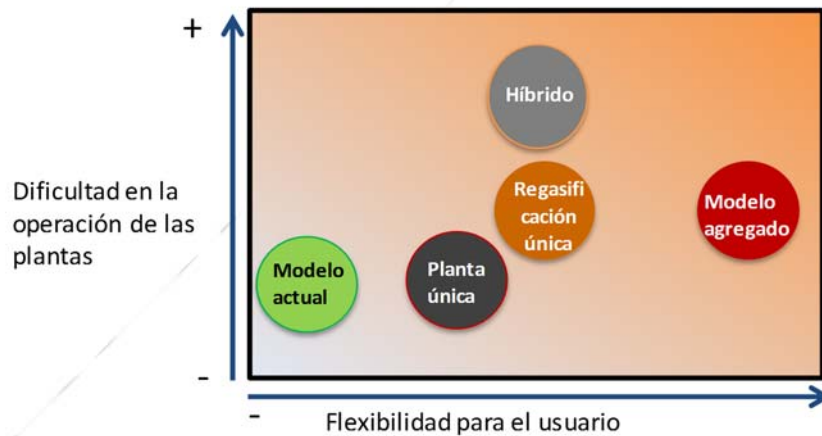 +
Híbrido
Dificultad en la
operación de las
plantas
Regasifi
cación
única
Modelo
agregado
Modelo
actual
Planta
única
-
-
Flexibilidad para el usuario